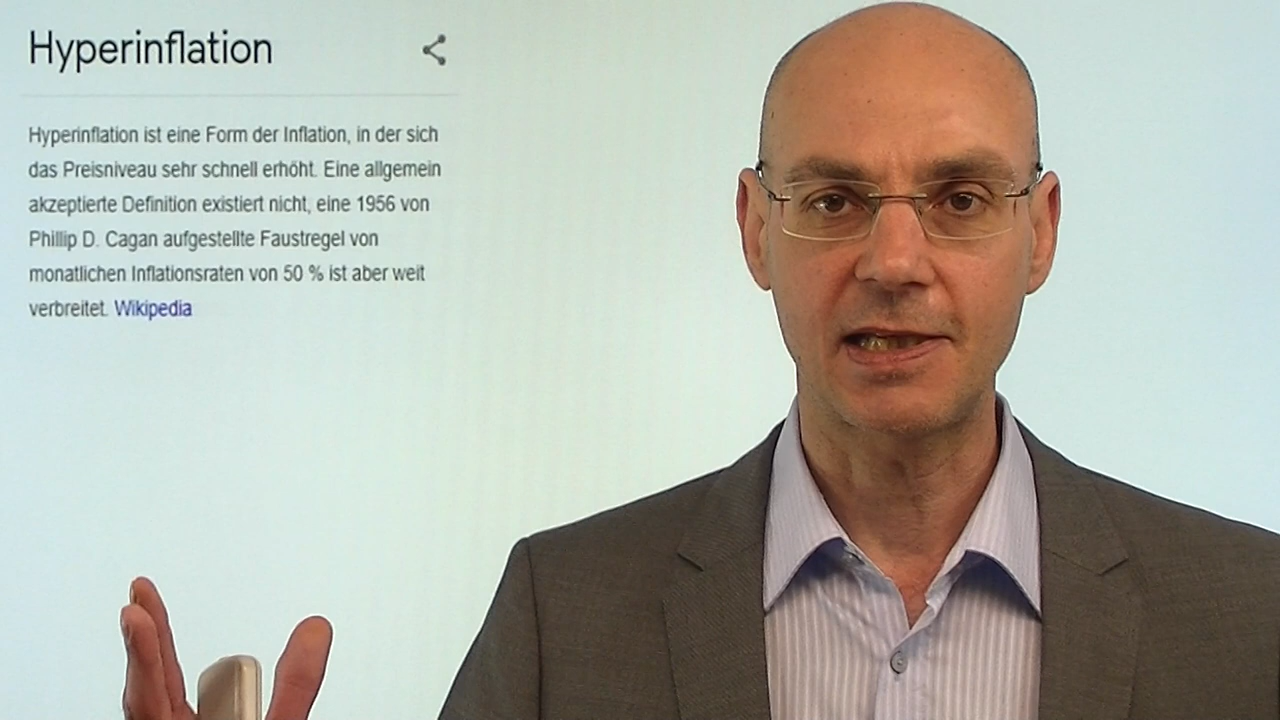 Hyperinflation
Hyperinflation ist eine Form der Inflation, in der sich
das Preisniveau sehr schnell erhöht. Eine allgemein
akzeptierte Definition existiert nicht, eine 1956 von
Phillip D. Cagan aufgestellte Faustregel von
monatlichen Inflationsraten von 50 % ist aber weit
verbreitet. Wikipedia